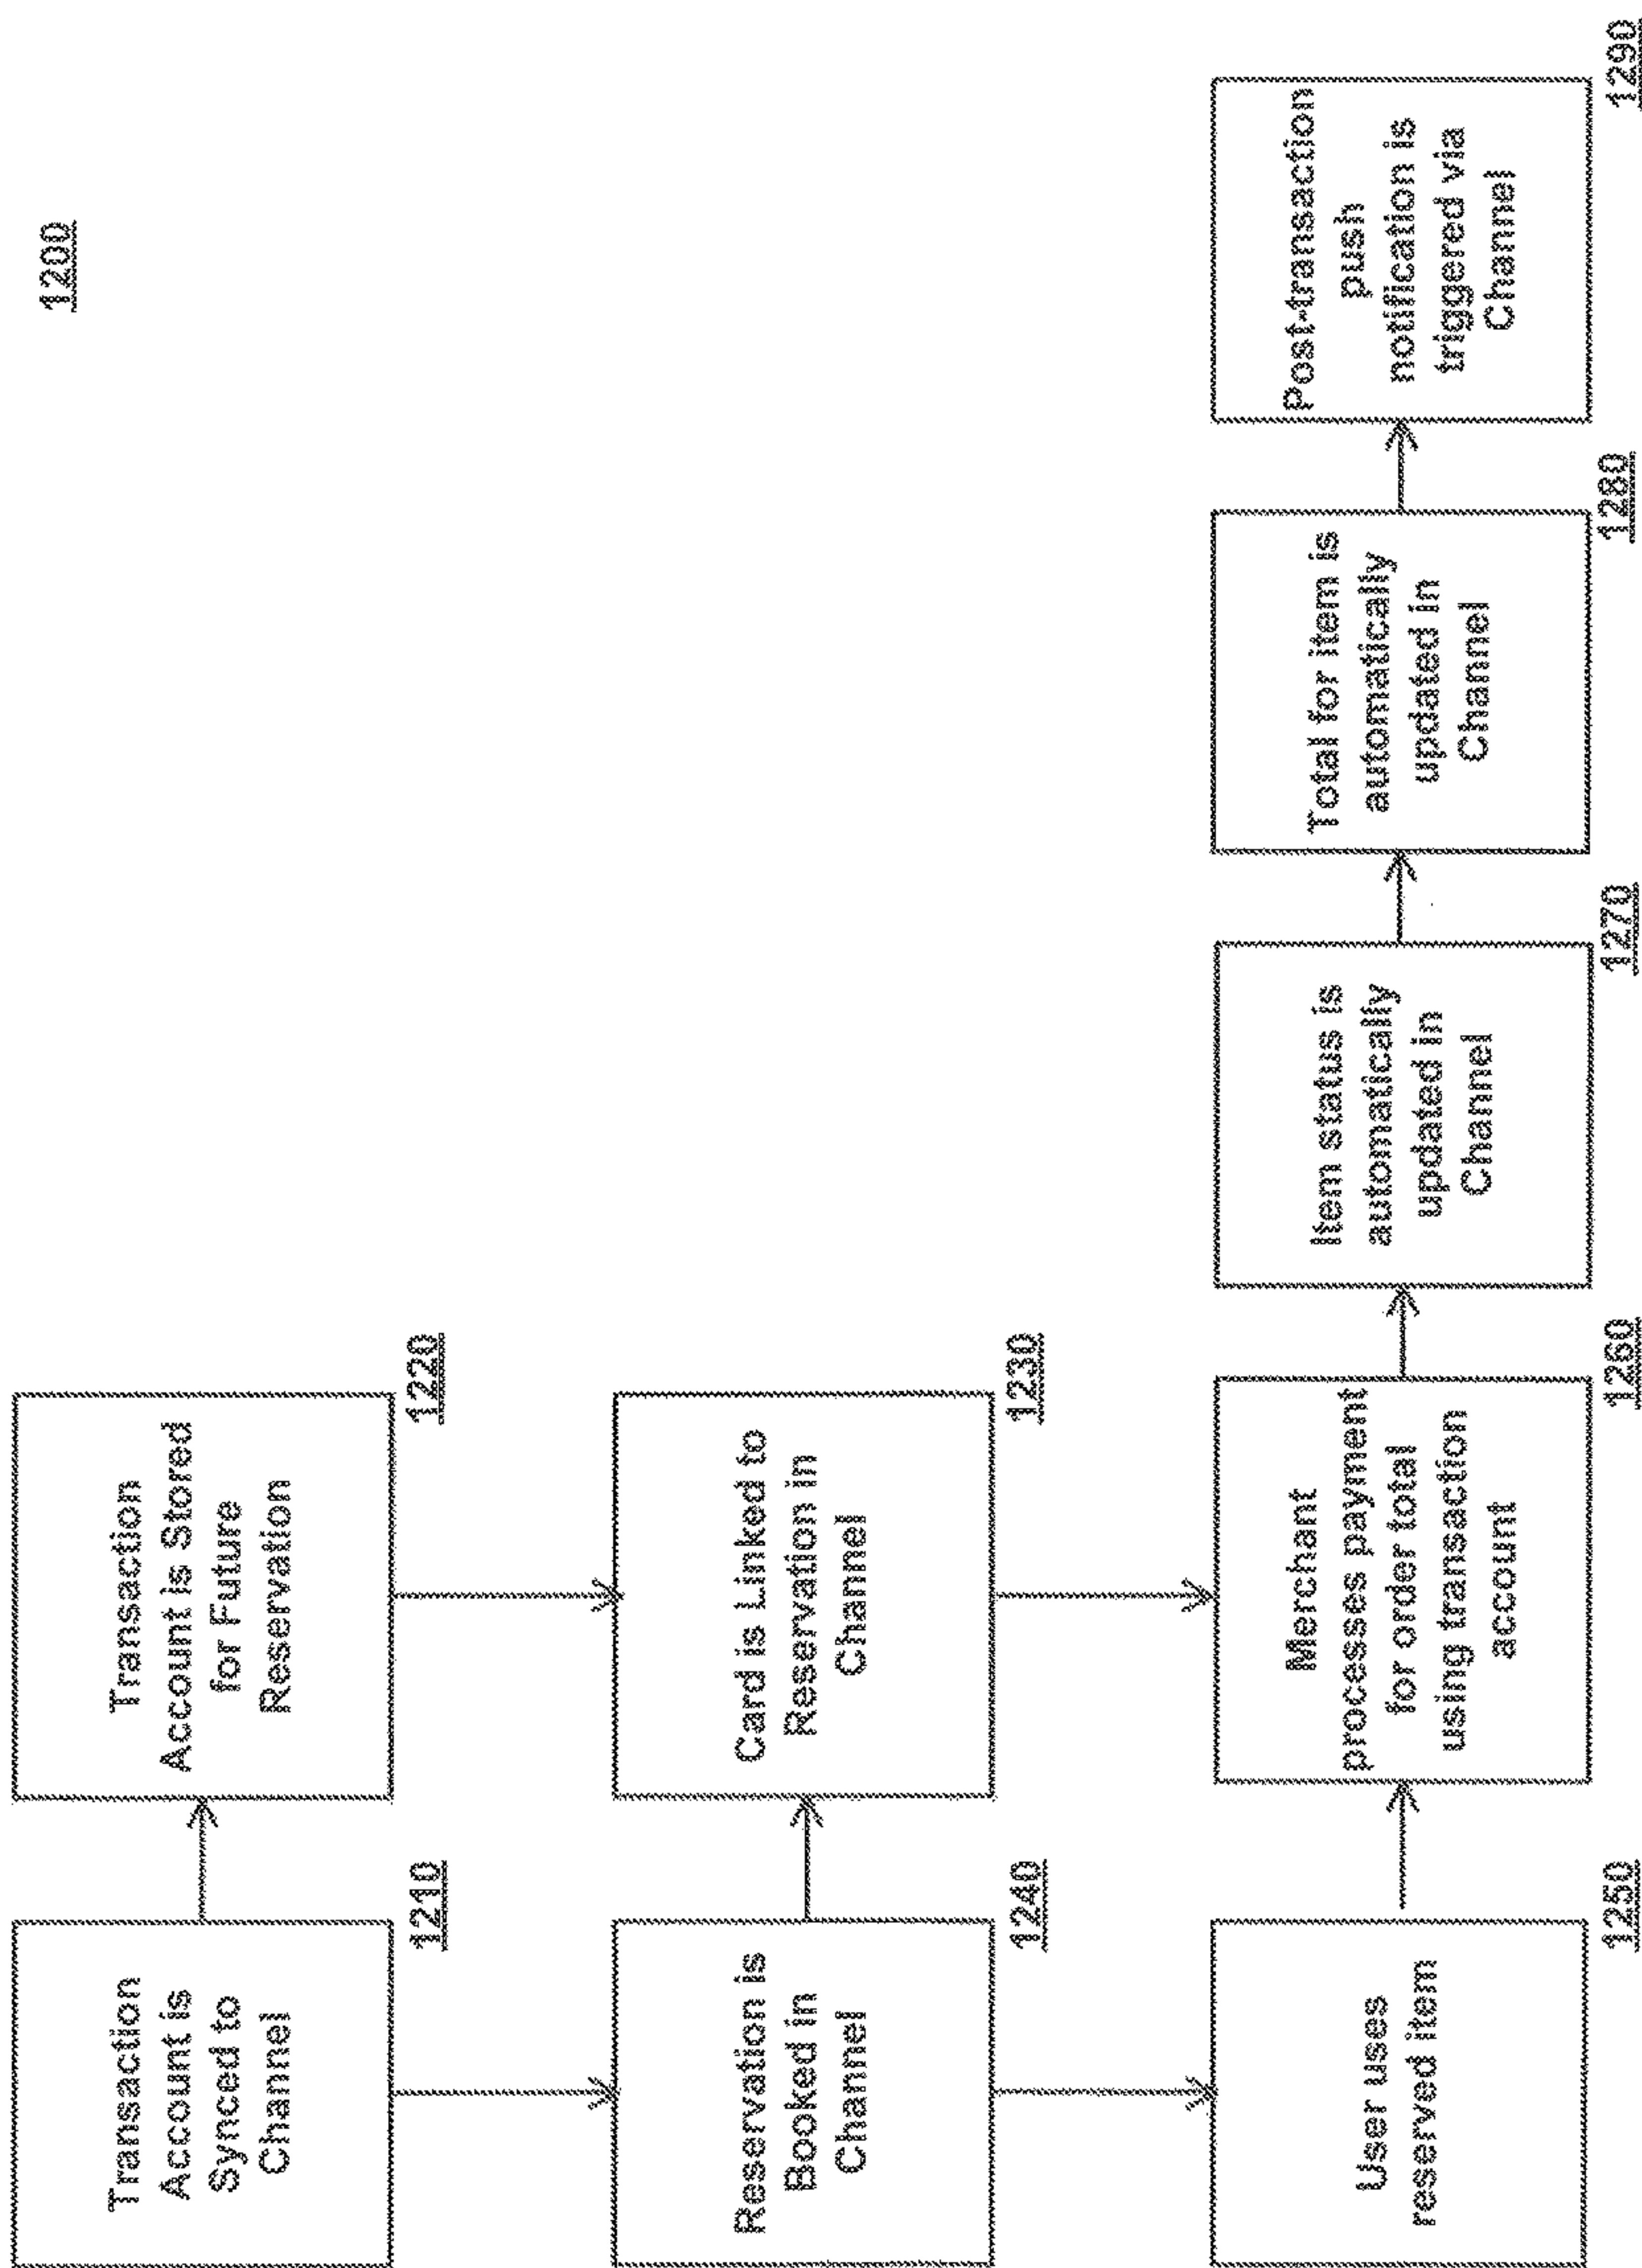 1200
Transaction
Account is
Synced to
Channel
1210
Transaction
Account is Stored
for Future
Reservation
1220
Reservation is
Booked in
Channel
1240
Card is Linked to
Reservation in
Channel
1230
User uses
reserved item
1250
Merchant
processes payment
for order total
using transaction
account
1260
Item status is
automatically
updated in
Channel
1270
Total for item is
automatically
updated in
Channel
1280
Post-transaction
push
notification is
triggered via
Channel
1290